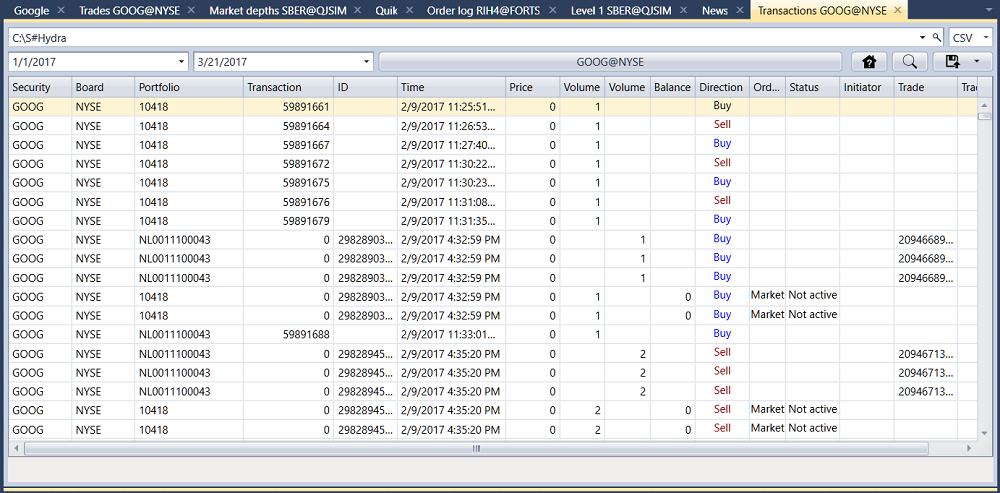 Google Trades GOOG@NYSE Market depths SBER@QJSIM Quik Order log RIH4@FORTS Level 1 SBER@QJSIM News Transactions GOOG@NYSE
C:\S#Hydra CSV
1/1/2017 3/21/2017 GOOG@NYSE
Security Board Portfolio Transaction ID Time Price Volume Volume Balance Direction Ord... Status Initiator Trade Trad
GOOG NYSE 10418 59891661 2/9/2017 11:25:51... 0 1 Buy
GOOG NYSE 10418 59891664 2/9/2017 11:26:53... 0 1 Sell
GOOG NYSE 10418 59891667 2/9/2017 11:27:40... 0 1 Buy
GOOG NYSE 10418 59891672 2/9/2017 11:30:22... 0 1 Sell
GOOG NYSE 10418 59891675 2/9/2017 11:30:23... 0 1 Buy
GOOG NYSE 10418 59891676 2/9/2017 11:31:08... 0 1 Sell
GOOG NYSE 10418 59891679 2/9/2017 11:31:35... 0 1 Buy
GOOG NYSE NL0011100043 0 29828903... 2/9/2017 4:32:59 PM 0 1 Buy 20946689...
GOOG NYSE NL0011100043 0 29828903... 2/9/2017 4:32:59 PM 0 1 Buy 20946689...
GOOG NYSE NL0011100043 0 29828903... 2/9/2017 4:32:59 PM 0 1 Buy 20946689...
GOOG NYSE 10418 0 29828903... 2/9/2017 4:32:59 PM 0 1 0 Buy Market Not active
GOOG NYSE 10418 0 29828903... 2/9/2017 4:32:59 PM 0 1 0 Buy Market Not active
GOOG NYSE NL0011100043 59891688 2/9/2017 11:33:01... 0 1 Buy
GOOG NYSE NL0011100043 0 29828945... 2/9/2017 4:35:20 PM 0 2 Sell 20946713...
GOOG NYSE NL0011100043 0 29828945... 2/9/2017 4:35:20 PM 0 2 Sell 20946713...
GOOG NYSE NL0011100043 0 29828945... 2/9/2017 4:35:20 PM 0 2 Sell 20946713...
GOOG NYSE 10418 0 29828945... 2/9/2017 4:35:20 PM 0 2 0 Sell Market Not active
GOOG NYSE 10418 0 29828945... 2/9/2017 4:35:20 PM 0 2 0 Sell Market Not active